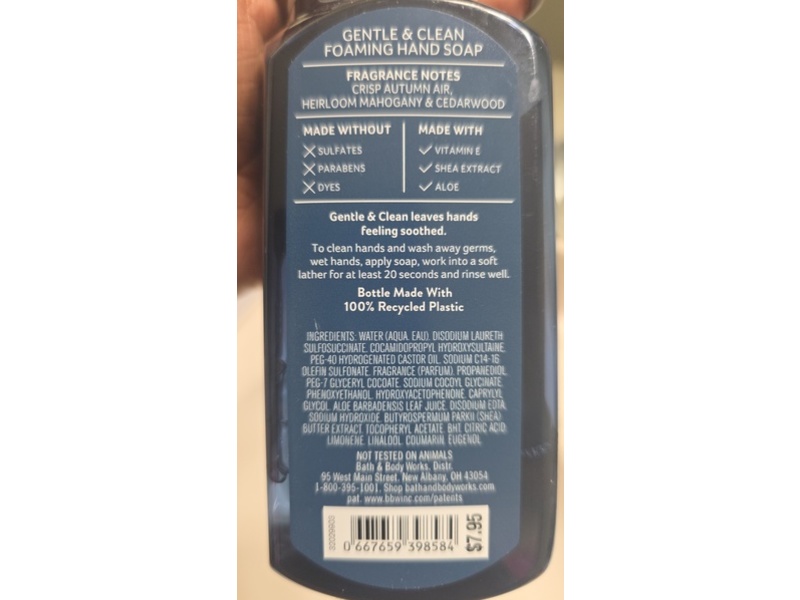 GENTLE & CLEAN
FOAMING HAND SOAP
FRAGRANCE NOTES
CRISP AUTUMN AIR,
HEIRLOOM MAHOGANY & CEDARWOOD
MADE WITHOUT
SULFATES
PARABENS
DYES
MADE WITH
VITAMIN E
SHEA EXTRACT
ALOE
Gentle & Clean leaves hands
feeling soothed.
To clean hands and wash away germs,
wet hands, apply soap, work into a soft
lather for at least 20 seconds and rinse well.
Bottle Made With
100% Recycled Plastic
INGREDIENTS: WATER (AQUA, EAU), DISODIUM LAURETH
SULFOSUCCINATE, COCAMIDOPROPYL HYDROXYSULTAINE,
PEG-40 HYDROGENATED CASTOR OIL, SODIUM C14-16
OLEFIN SULFONATE, FRAGRANCE (PARFUM), PROPANEDIOL,
PEG-7 GLYCERYL COCOATE, SODIUM COCOYL GLYCINATE,
PHENOXYETHANOL, HYDROXYACETOPHENONE, CAPRYLYL
GLYCOL, ALOE BARBADENSIS LEAF JUICE, DISODIUM EDTA,
SODIUM HYDROXIDE, BUTYROSPERMUM PARKII (SHEA)
BUTTER EXTRACT, TOCOPHERYL ACETATE, BHT, CITRIC ACID,
LIMONENE, LINALOOL, COUMARIN, EUGENOL
NOT TESTED ON ANIMALS
Bath & Body Works, Distr.
95 West Main Street, New Albany, OH 43054
1-800-395-1001. Shop bathandbodyworks.com
pat. www.bbwinc.com/patents
0 667659 398584
$7.95